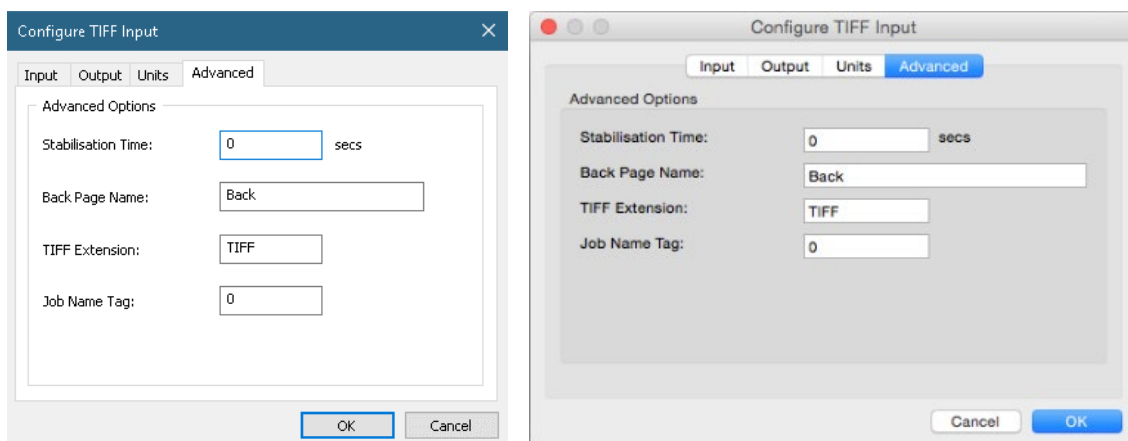 Configure TIFF Input
Input Output Units Advanced
Advanced Options
Stabilisation Time: 0 secs
Back Page Name: Back
TIFF Extension: TIFF
Job Name Tag: 0
OK Cancel
Configure TIFF Input
Input Output Units Advanced
Advanced Options
Stabilisation Time: 0 secs
Back Page Name: Back
TIFF Extension: TIFF
Job Name Tag: 0
Cancel OK